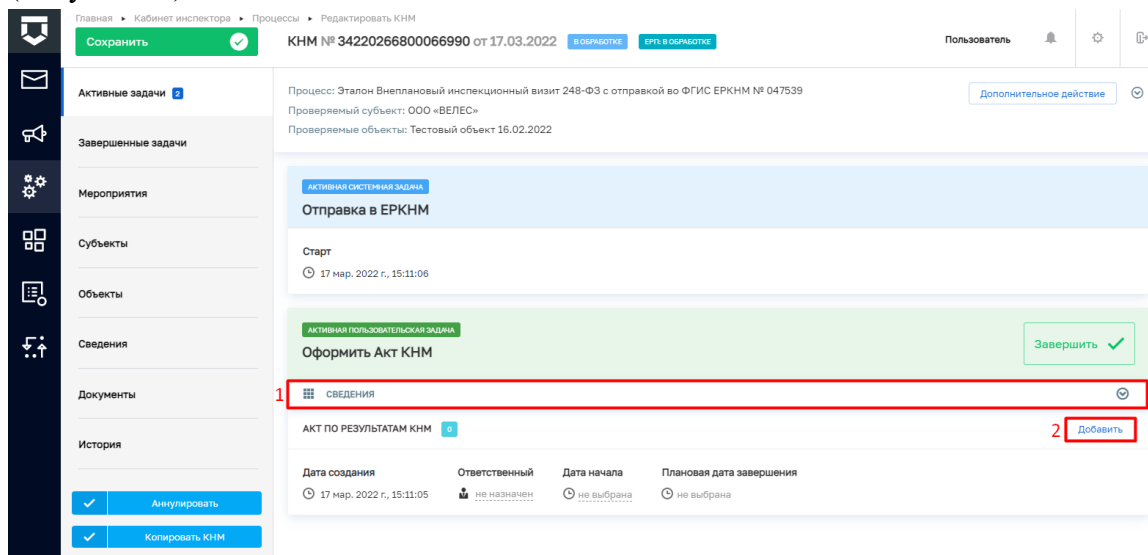 Главная ▸ Кабинет инспектора ▸ Процессы ▸ Редактировать КНМ
Сохранить
КНМ № 34220266800066990 от 17.03.2022 В ОБРАБОТКЕ ЕРП: В ОБРАБОТКЕ
Пользователь
Активные задачи 2
Завершенные задачи
Мероприятия
Субъекты
Объекты
Сведения
Документы
История
Аннулировать
Копировать КНМ
Процесс: Эталон Внеплановый инспекционный визит 248-ФЗ с отправкой во ФГИС ЕРКНМ № 047539
Дополнительное действие
Проверяемый субъект: ООО «ВЕЛЕС»
Проверяемые объекты: Тестовый объект 16.02.2022
АКТИВНАЯ СИСТЕМНАЯ ЗАДАЧА
Отправка в ЕРКНМ
Старт
17 мар. 2022 г., 15:11:06
АКТИВНАЯ ПОЛЬЗОВАТЕЛЬСКАЯ ЗАДАЧА
Оформить Акт КНМ
Завершить
1 СВЕДЕНИЯ
АКТ ПО РЕЗУЛЬТАТАМ КНМ 0
2 Добавить
Дата создания Ответственный Дата начала Плановая дата завершения
17 мар. 2022 г., 15:11:05 не назначен не выбрана не выбрана